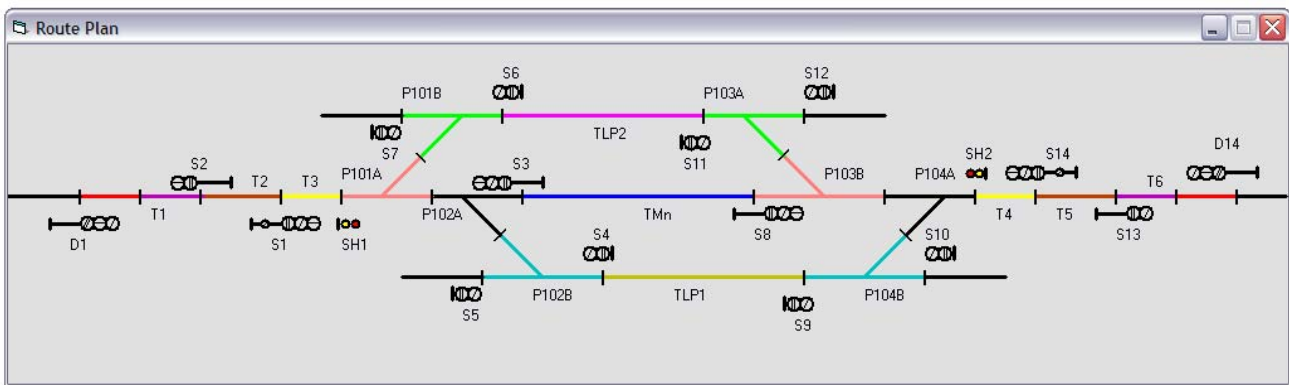 Route Plan
S6 S12
P101B P103A
TLP2
S7 S11
S2 S3 SH2 S14 D14
T2 T3 P101A P103B P104A T6
T1 P102A TMn T4 T5
D1 S1 SH1 S4 S8 S10 S13
P102B TLP1 P104B
S5 S9